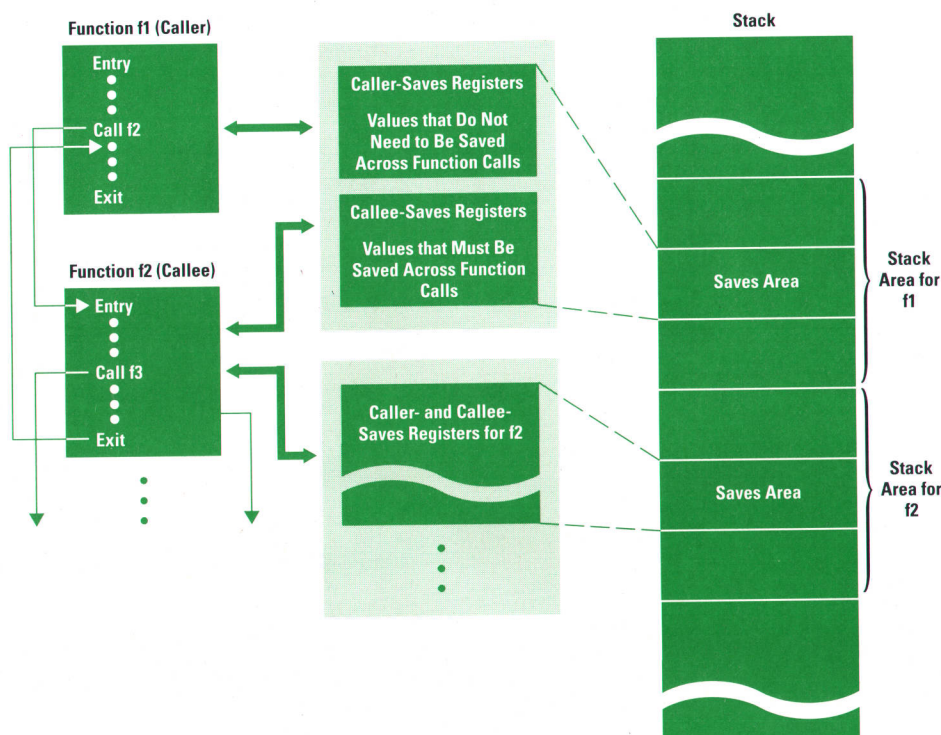 Function f1 (Caller)
Entry
Call f2
Exit
Function f2 (Callee)
Entry
Call f3
Exit
Caller-Saves Registers
Values that Do Not
Need to Be Saved
Across Function Calls
Callee-Saves Registers
Values that Must Be
Saved Across Function
Calls
Caller- and Callee-
Saves Registers for f2
Stack
Saves Area
Stack
Area for
f1
Saves Area
Stack
Area for
f2